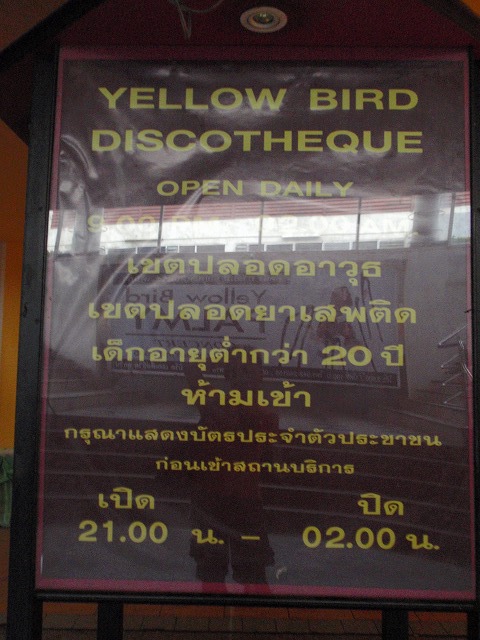 YELLOW BIRD
DISCOTHEQUE
OPEN DAILY
เขตปลอดอาวุธ
เขตปลอดยาเสพติด
เด็กอายุต่ำกว่า 20 ปี
ห้ามเข้า
กรุณาแสดงบัตรประจำตัวประชาขน
ก่อนเข้าสถานบริการ
เปิด ปิด
21.00 น. – 02.00 น.